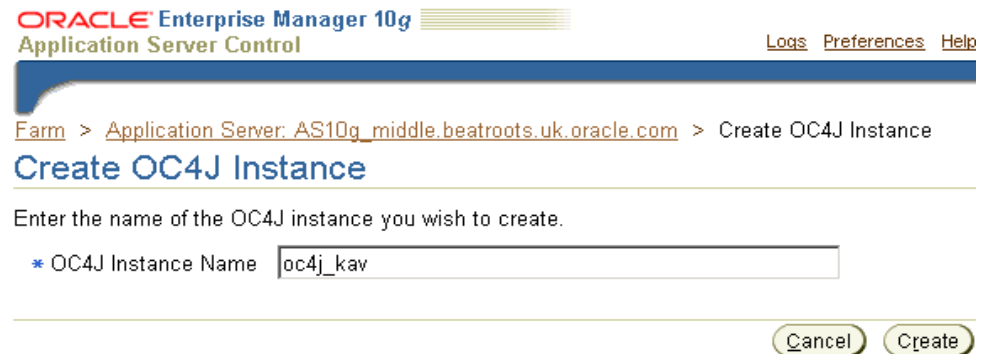 ORACLE Enterprise Manager 10g
Application Server Control
Logs Preferences Help
Farm > Application Server: AS10g_middle.beatroots.uk.oracle.com > Create OC4J Instance
Create OC4J Instance
Enter the name of the OC4J instance you wish to create.
* OC4J Instance Name oc4j_kav
Cancel Create